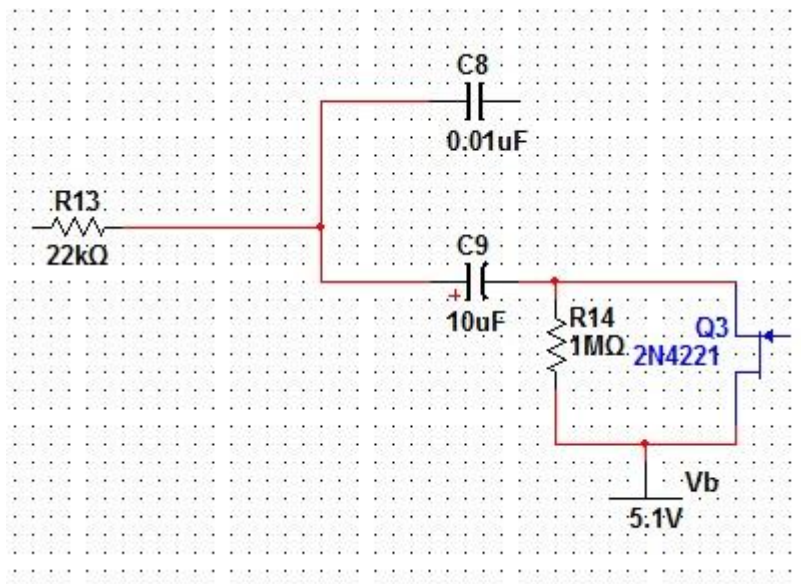 C8
0.01uF
R13
22kΩ
C9
+
10uF
R14
1MΩ
Q3
2N4221
Vb
5.1V